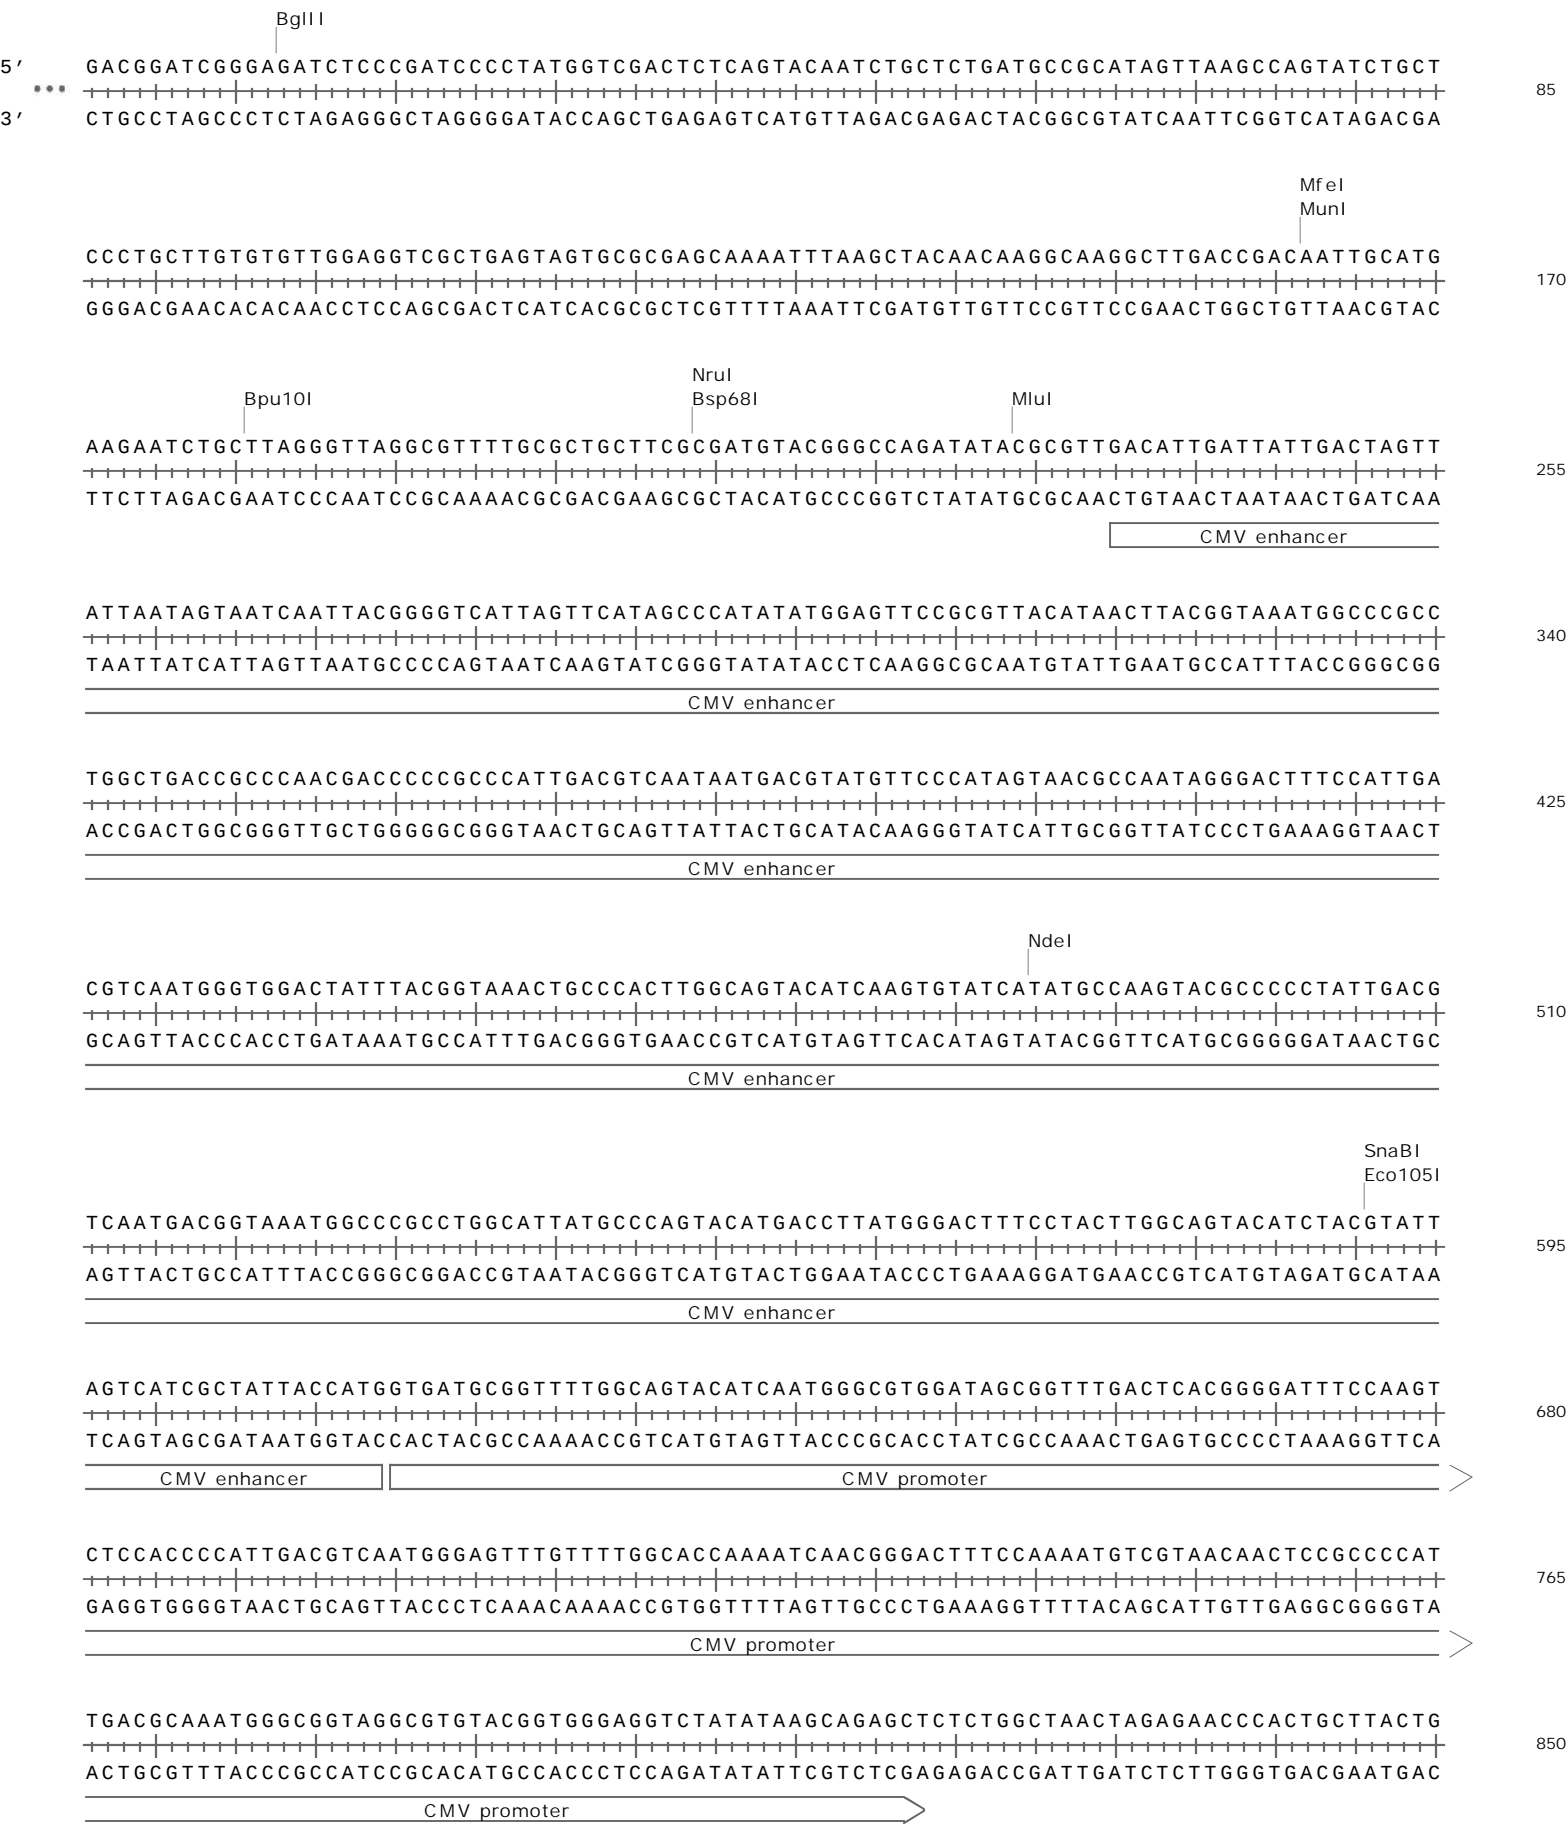 BglII
5′ GACGGATCGGGAGATCTCCCGATCCCCTATGGTCGACTCTCAGTACAATCTGCTCTGATGCCGCATAGTTAAGCCAGTATCTGCT
85
3′ CTGCCTAGCCCTCTAGAGGGCTAGGGGATACCAGCTGAGAGTCATGTTAGACGAGACTACGGCGTATCAATTCGGTCATAGACGA
MfeI
MunI
CCCTGCTTGTGTGTTGGAGGTCGCTGAGTAGTGCGCGAGCAAAATTTAAGCTACAACAAGGCAAGGCTTGACCGACAATTGCATG
170
GGGACGAACACACAACCTCCAGCGACTCATCACGCGCTCGTTTTAAATTCGATGTTGTTCCGTTCCGAACTGGCTGTTAACGTAC
NruI
Bpu10I Bsp68I MluI
AAGAATCTGCTTAGGGTTAGGCGTTTTGCGCTGCTTCGCGATGTACGGGCCAGATATACGCGTTGACATTGATTATTGACTAGTT
255
TTCTTAGACGAATCCCAATCCGCAAAACGCGACGAAGCGCTACATGCCCGGTCTATATGCGCAACTGTAACTAATAACTGATCAA
CMV enhancer
ATTAATAGTAATCAATTACGGGGTCATTAGTTCATAGCCCATATATGGAGTTCCGCGTTACATAACTTACGGTAAATGGCCCGCC
340
TAATTATCATTAGTTAATGCCCCAGTAATCAAGTATCGGGTATATACCTCAAGGCGCAATGTATTGAATGCCATTTACCGGGCGG
CMV enhancer
TGGCTGACCGCCCAACGACCCCCGCCCATTGACGTCAATAATGACGTATGTTCCCATAGTAACGCCAATAGGGACTTTCCATTGA
425
ACCGACTGGCGGGTTGCTGGGGGCGGGTAACTGCAGTTATTACTGCATACAAGGGTATCATTGCGGTTATCCCTGAAAGGTAACT
CMV enhancer
NdeI
CGTCAATGGGTGGACTATTTACGGTAAACTGCCCACTTGGCAGTACATCAAGTGTATCATATGCCAAGTACGCCCCCTATTGACG
510
GCAGTTACCCACCTGATAAATGCCATTTGACGGGTGAACCGTCATGTAGTTCACATAGTATACGGTTCATGCGGGGGATAACTGC
CMV enhancer
SnaBI
Eco105I
TCAATGACGGTAAATGGCCCGCCTGGCATTATGCCCAGTACATGACCTTATGGGACTTTCCTACTTGGCAGTACATCTACGTATT
595
AGTTACTGCCATTTACCGGGCGGACCGTAATACGGGTCATGTACTGGAATACCCTGAAAGGATGAACCGTCATGTAGATGCATAA
CMV enhancer
AGTCATCGCTATTACCATGGTGATGCGGTTTTGGCAGTACATCAATGGGCGTGGATAGCGGTTTGACTCACGGGGATTTCCAAGT
680
TCAGTAGCGATAATGGTACCACTACGCCAAAACCGTCATGTAGTTACCCGCACCTATCGCCAAACTGAGTGCCCCTAAAGGTTCA
CMV enhancer CMV promoter
CTCCACCCCATTGACGTCAATGGGAGTTTGTTTTGGCACCAAAATCAACGGGACTTTCCAAAATGTCGTAACAACTCCGCCCCAT
765
GAGGTGGGGTAACTGCAGTTACCCTCAAACAAAACCGTGGTTTTAGTTGCCCTGAAAGGTTTTACAGCATTGTTGAGGCGGGGTA
CMV promoter
TGACGCAAATGGGCGGTAGGCGTGTACGGTGGGAGGTCTATATAAGCAGAGCTCTCTGGCTAACTAGAGAACCCACTGCTTACTG
850
ACTGCGTTTACCCGCCATCCGCACATGCCACCCTCCAGATATATTCGTCTCGAGAGACCGATTGATCTCTTGGGTGACGAATGAC
CMV promoter